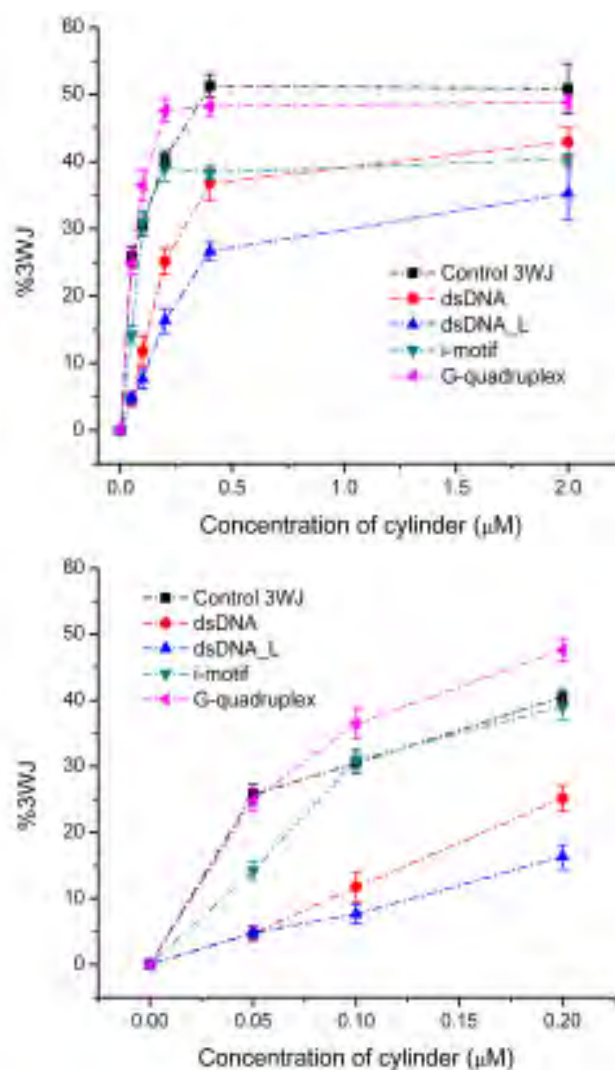 60
50
40
30
20
10
0
%3WJ
Control 3WJ
dsDNA
dsDNA_L
i-motif
G-quadruplex
0.0 0.5 1.0 1.5 2.0
Concentration of cylinder (μM)
60
50
40
30
20
10
0
%3WJ
Control 3WJ
dsDNA
dsDNA_L
i-motif
G-quadruplex
0.00 0.05 0.10 0.15 0.20
Concentration of cylinder (μM)